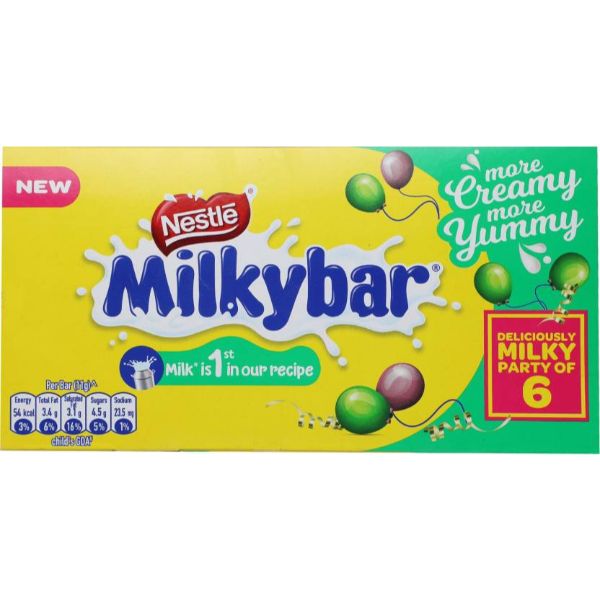 NEW
Nestlé®
Milkybar®
Milk* is 1st in our recipe
more
Creamy
more
Yummy
DELICIOUSLY
MILKY
PARTY OF
6
Per Bar (11g)^
Energy Total Fat Saturated Sugars Sodium
54 kcal 3.4 g 3.1 g 4.5 g 23.5 mg
3% 6% 16% 5% 1%